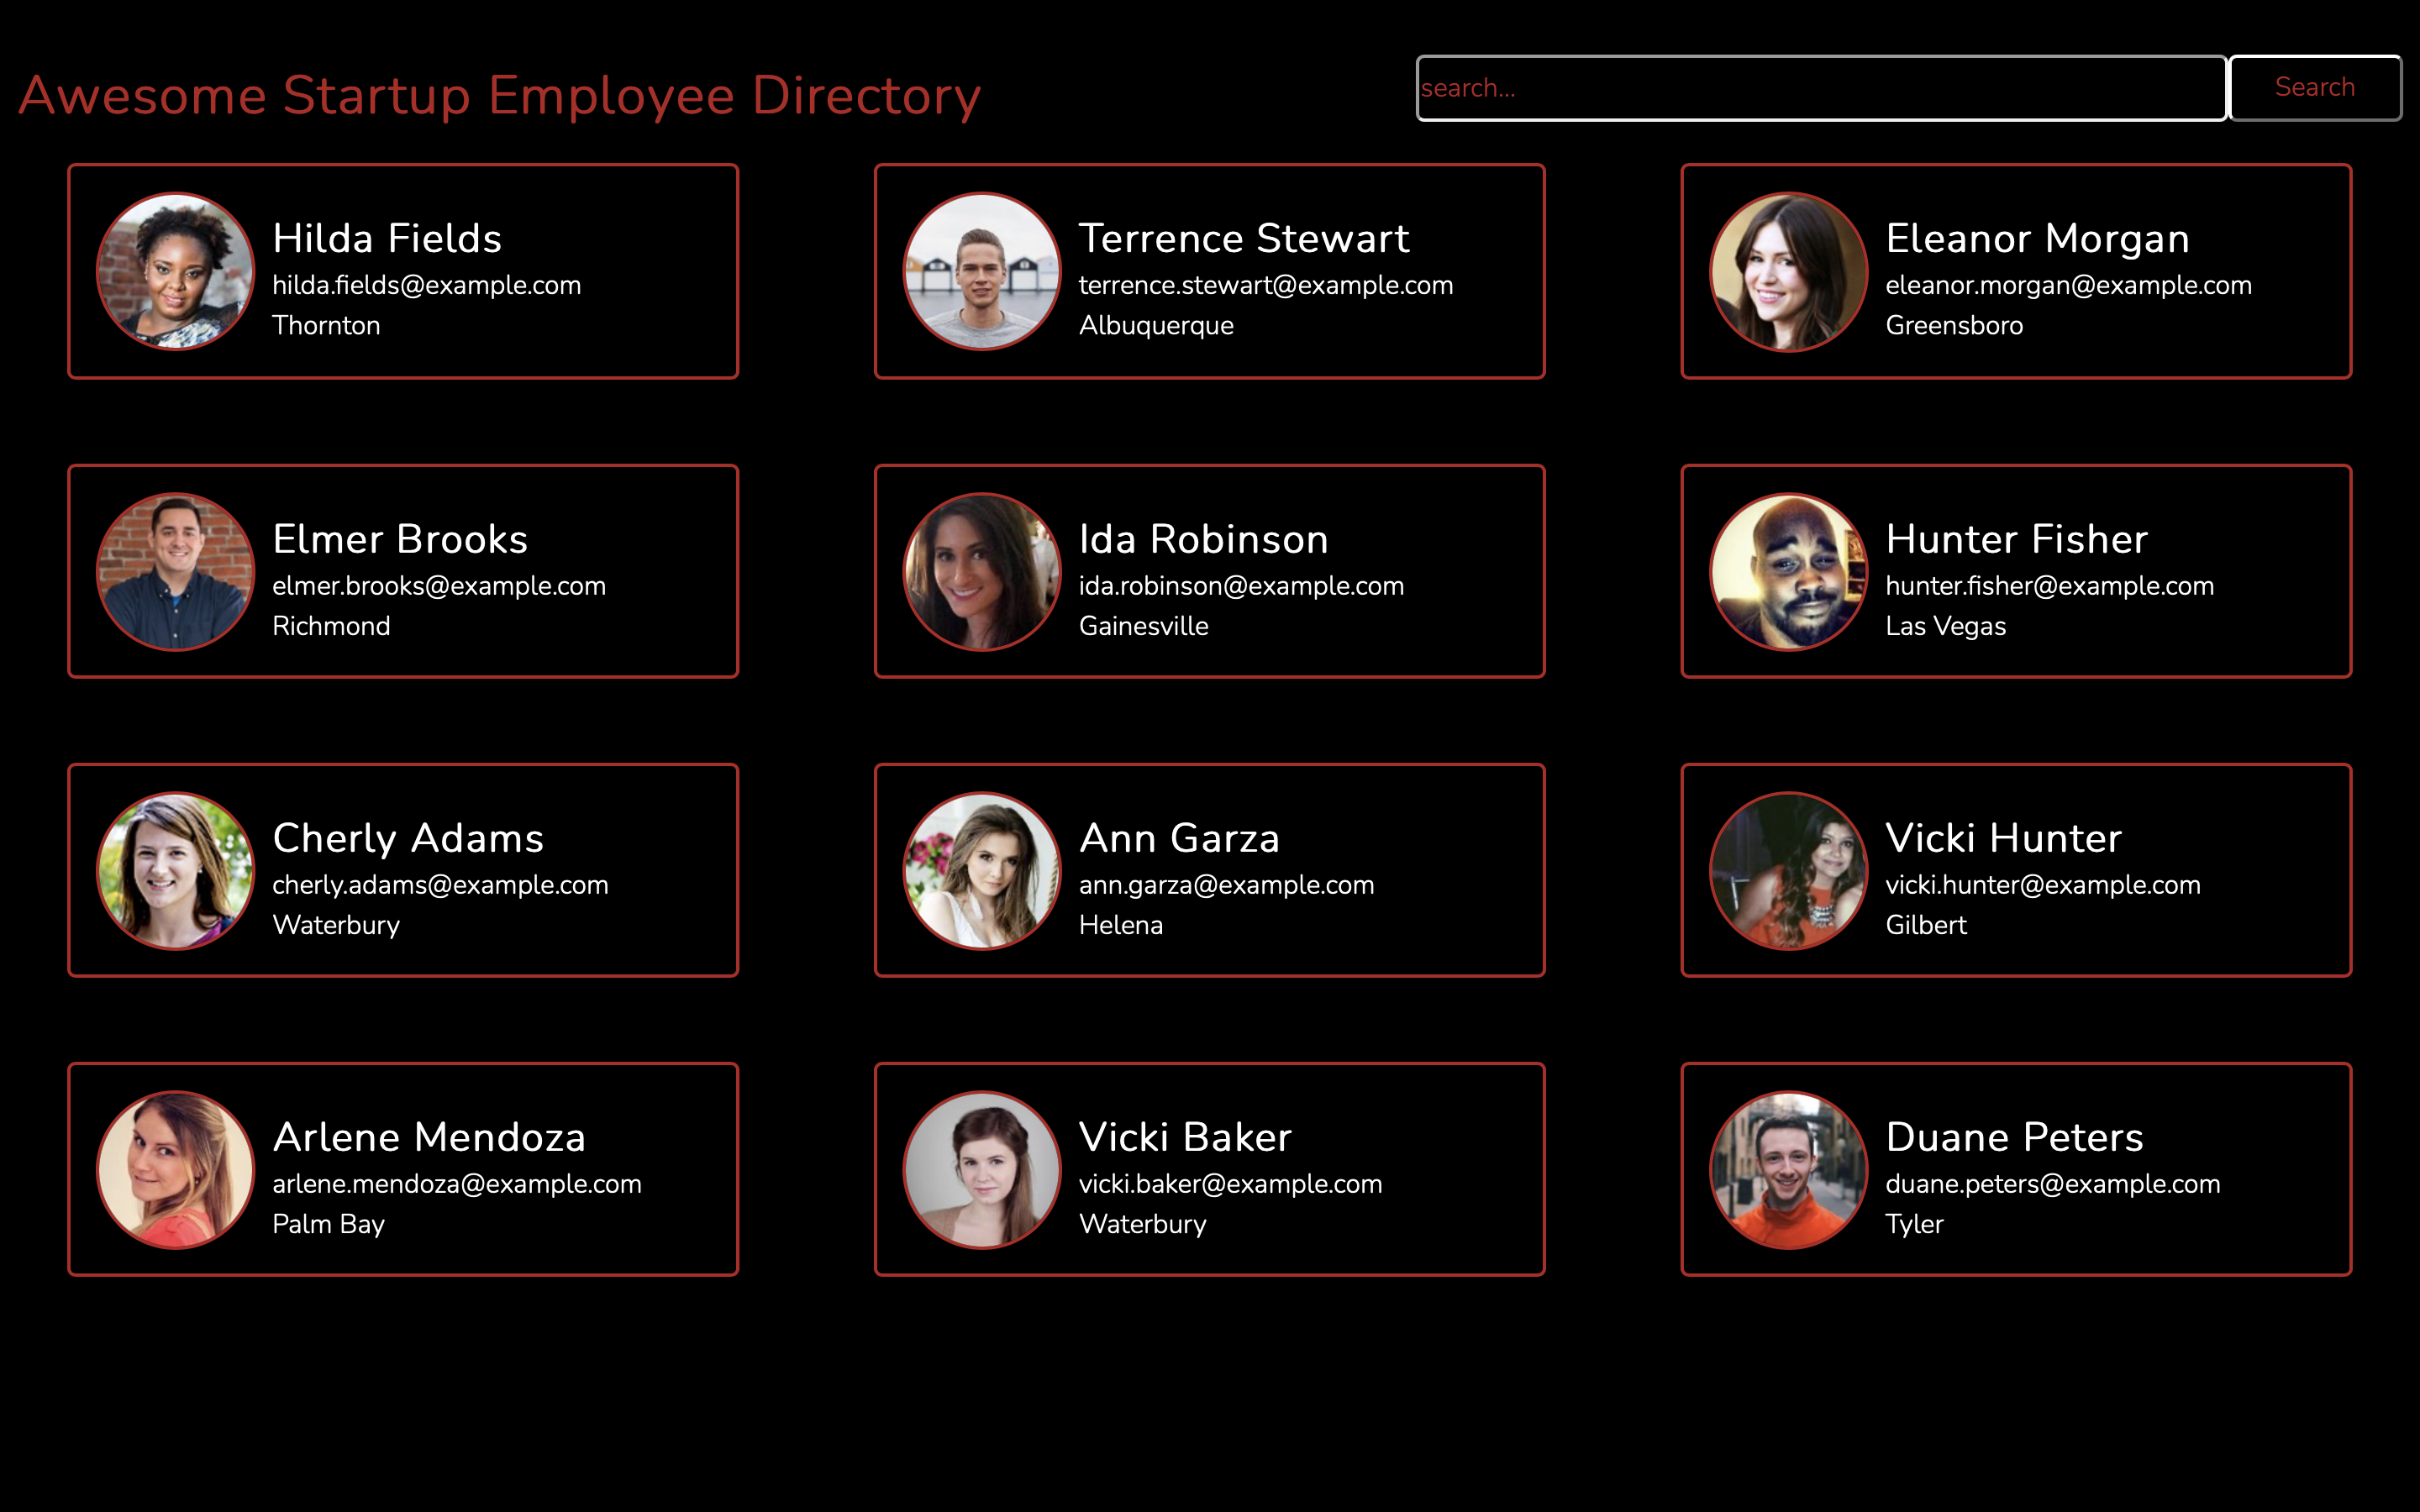 Awesome Startup Employee Directory
search...
Search
Hilda Fields
hilda.fields@example.com
Thornton
Terrence Stewart
terrence.stewart@example.com
Albuquerque
Eleanor Morgan
eleanor.morgan@example.com
Greensboro
Elmer Brooks
elmer.brooks@example.com
Richmond
Ida Robinson
ida.robinson@example.com
Gainesville
Hunter Fisher
hunter.fisher@example.com
Las Vegas
Cherly Adams
cherly.adams@example.com
Waterbury
Ann Garza
ann.garza@example.com
Helena
Vicki Hunter
vicki.hunter@example.com
Gilbert
Arlene Mendoza
arlene.mendoza@example.com
Palm Bay
Vicki Baker
vicki.baker@example.com
Waterbury
Duane Peters
duane.peters@example.com
Tyler